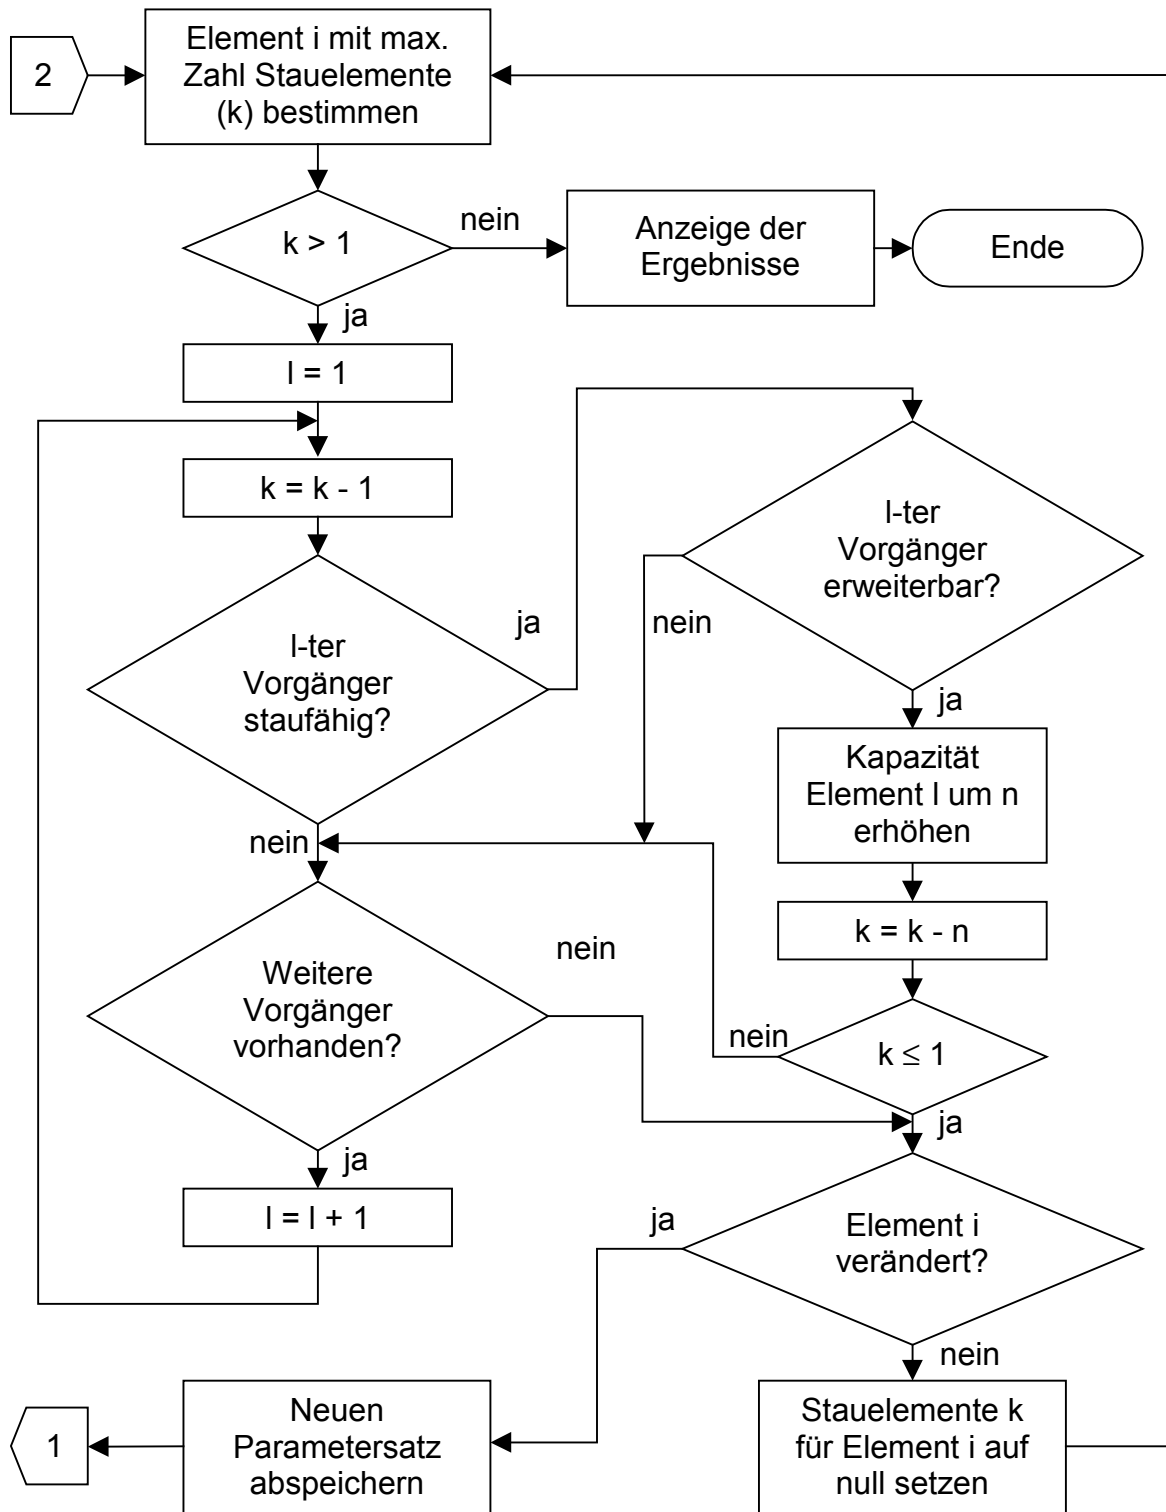 2
Element i mit max.
Zahl Stauelemente
(k) bestimmen
k > 1
nein
Anzeige der
Ergebnisse
Ende
ja
l = 1
k = k - 1
l-ter
Vorgänger
staufähig?
ja
l-ter
Vorgänger
erweiterbar?
nein
ja
Kapazität
Element l um n
erhöhen
k = k - n
k ≤ 1
nein
ja
nein
Weitere
Vorgänger
vorhanden?
nein
ja
l = l + 1
Element i
verändert?
ja
nein
Neuen
Parametersatz
abspeichern
1
Stauelemente k
für Element i auf
null setzen